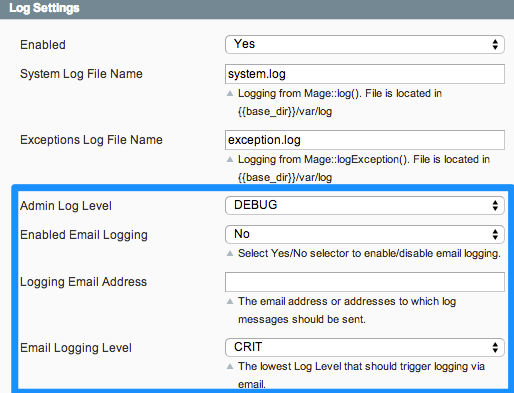 Log Settings
Enabled Yes
System Log File Name system.log
Logging from Mage::log(). File is located in
{{base_dir}}/var/log
Exceptions Log File Name exception.log
Logging from Mage::logException(). File is located in
{{base_dir}}/var/log
Admin Log Level DEBUG
Enabled Email Logging No
Select Yes/No selector to enable/disable email logging.
Logging Email Address
The email address or addresses to which log
messages should be sent.
Email Logging Level CRIT
The lowest Log Level that should trigger logging via
email.